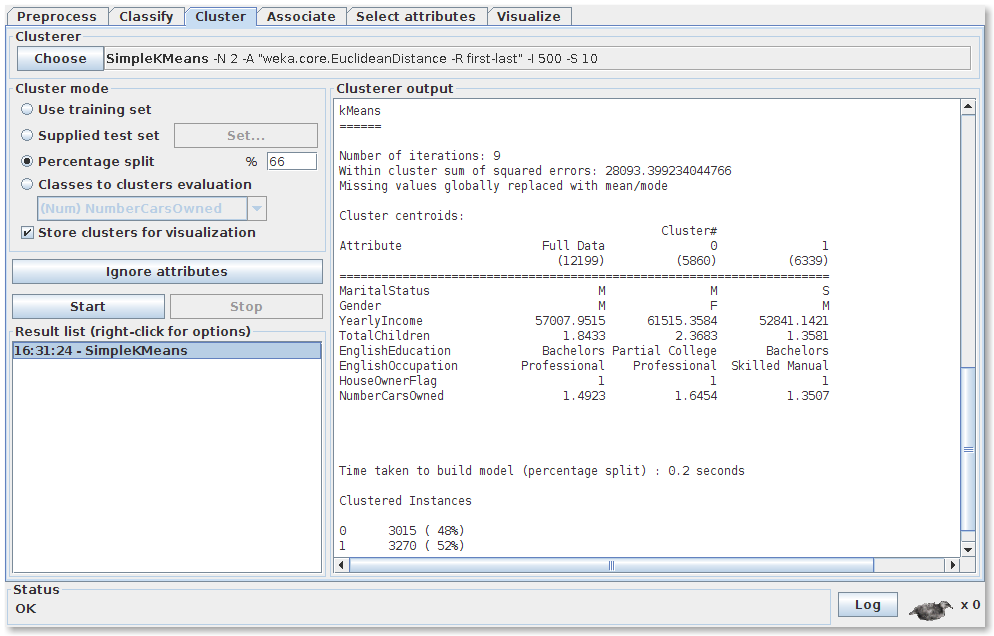 Preprocess Classify Cluster Associate Select attributes Visualize
Clusterer
Choose SimpleKMeans -N 2 -A "weka.core.EuclideanDistance -R first-last" -I 500 -S 10
Cluster mode
Use training set
Supplied test set Set...
Percentage split % 66
Classes to clusters evaluation
(Num) NumberCarsOwned
Store clusters for visualization
Ignore attributes
Start Stop
Result list (right-click for options)
16:31:24 - SimpleKMeans
Clusterer output
kMeans
======
Number of iterations: 9
Within cluster sum of squared errors: 28093.399234044766
Missing values globally replaced with mean/mode
Cluster centroids:
Cluster#
Attribute Full Data 0 1
(12199) (5860) (6339)
======================================================================
MaritalStatus M M S
Gender M F M
YearlyIncome 57007.9515 61515.3584 52841.1421
TotalChildren 1.8433 2.3683 1.3581
EnglishEducation Bachelors Partial College Bachelors
EnglishOccupation Professional Professional Skilled Manual
HouseOwnerFlag 1 1 1
NumberCarsOwned 1.4923 1.6454 1.3507
Time taken to build model (percentage split) : 0.2 seconds
Clustered Instances
0 3015 ( 48%)
1 3270 ( 52%)
Status
OK
Log x 0